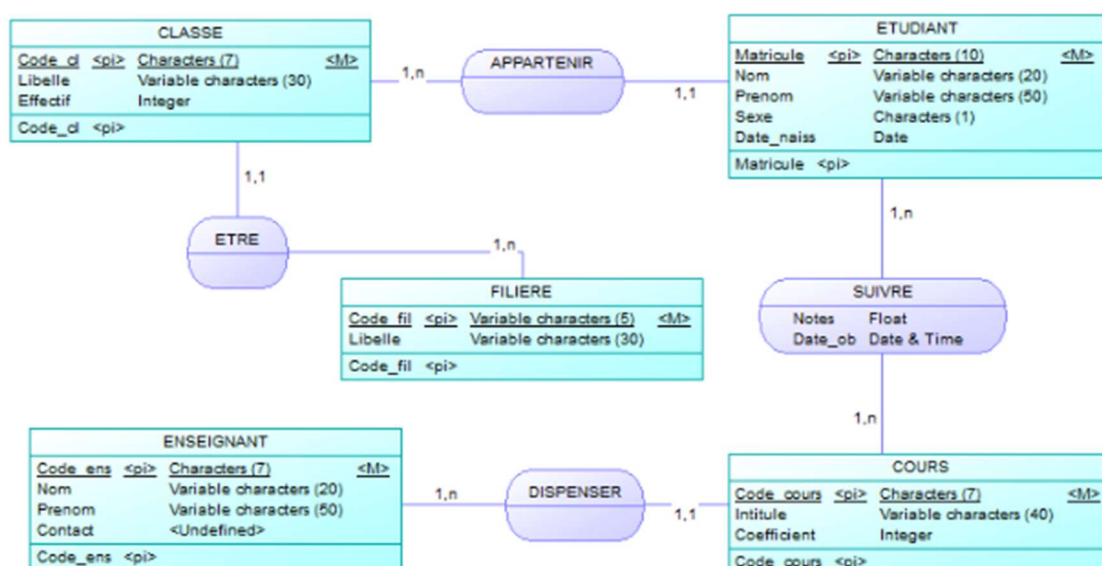 CLASSE
Code_cl <pi> Characters (7) <M>
Libelle Variable characters (30)
Effectif Integer
Code_cl <pi>
1,n
APPARTENIR
1,1
ETUDIANT
Matricule <pi> Characters (10) <M>
Nom Variable characters (20)
Prenom Variable characters (50)
Sexe Characters (1)
Date_naiss Date
Matricule <pi>
1,1
ETRE
1,n
FILIERE
Code_fil <pi> Variable characters (5) <M>
Libelle Variable characters (30)
Code_fil <pi>
1,n
SUIVRE
Notes Float
Date_ob Date & Time
1,n
ENSEIGNANT
Code_ens <pi> Characters (7) <M>
Nom Variable characters (20)
Prenom Variable characters (50)
Contact <Undefined>
Code_ens <pi>
1,n
DISPENSER
1,1
COURS
Code_cours <pi> Characters (7) <M>
Intitule Variable characters (40)
Coefficient Integer
Code_cours <pi>